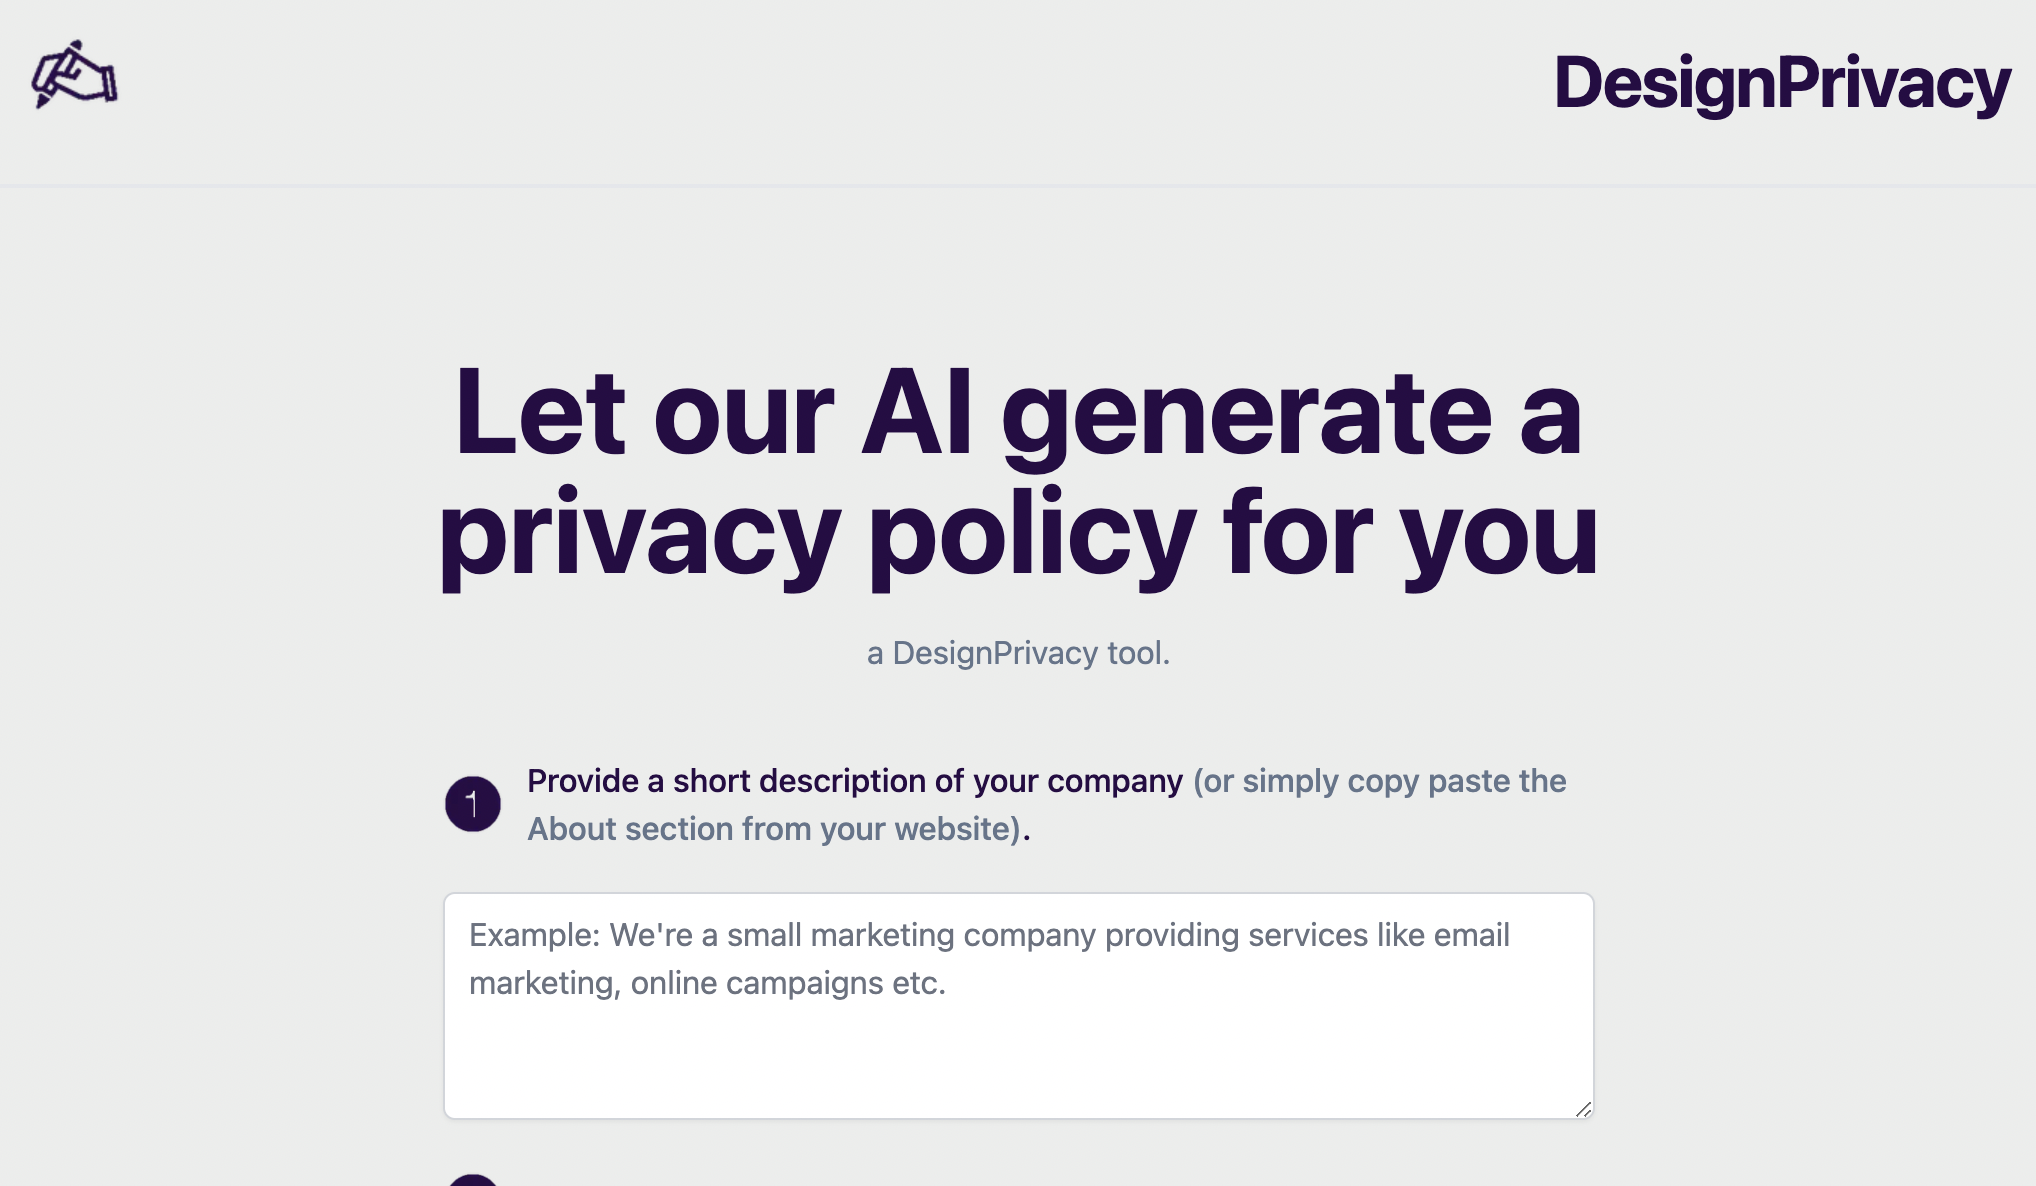 DesignPrivacy
Let our AI generate a
privacy policy for you
a DesignPrivacy tool.
1
Provide a short description of your company (or simply copy paste the
About section from your website).
Example: We're a small marketing company providing services like email
marketing, online campaigns etc.